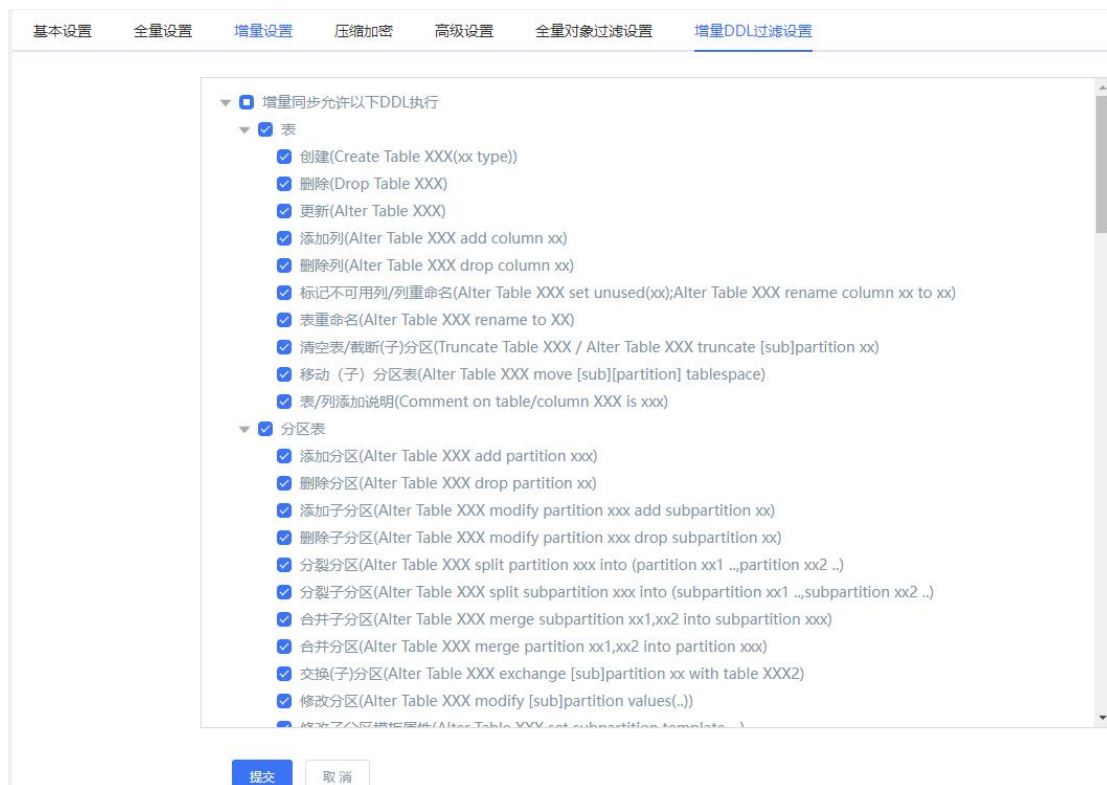 基本设置 全量设置 增量设置 压缩加密 高级设置 全量对象过滤设置 增量DDL过滤设置
增量同步允许以下DDL执行
表
创建(Create Table XXX(xx type))
删除(Drop Table XXX)
更新(Alter Table XXX)
添加列(Alter Table XXX add column xx)
删除列(Alter Table XXX drop column xx)
标记不可用列/列重命名(Alter Table XXX set unused(xx);Alter Table XXX rename column xx to xx)
表重命名(Alter Table XXX rename to XX)
清空表/截断(子)分区(Truncate Table XXX / Alter Table XXX truncate [sub]partition xx)
移动（子）分区表(Alter Table XXX move [sub][partition] tablespace)
表/列添加说明(Comment on table/column XXX is xxx)
分区表
添加分区(Alter Table XXX add partition xxx)
删除分区(Alter Table XXX drop partition xx)
添加子分区(Alter Table XXX modify partition xxx add subpartition xx)
删除子分区(Alter Table XXX modify partition xxx drop subpartition xx)
分裂分区(Alter Table XXX split partition xxx into (partition xx1 ..,partition xx2 ..)
分裂子分区(Alter Table XXX split subpartition xxx into (subpartition xx1 ..,subpartition xx2 ..)
合并子分区(Alter Table XXX merge subpartition xx1,xx2 into subpartition xxx)
合并分区(Alter Table XXX merge partition xx1,xx2 into partition xxx)
交换(子)分区(Alter Table XXX exchange [sub]partition xx with table XXX2)
修改分区(Alter Table XXX modify [sub]partition values(..))
修改子分区模板属性(Alter Table XXX set subpartition template ...)
提交 取消